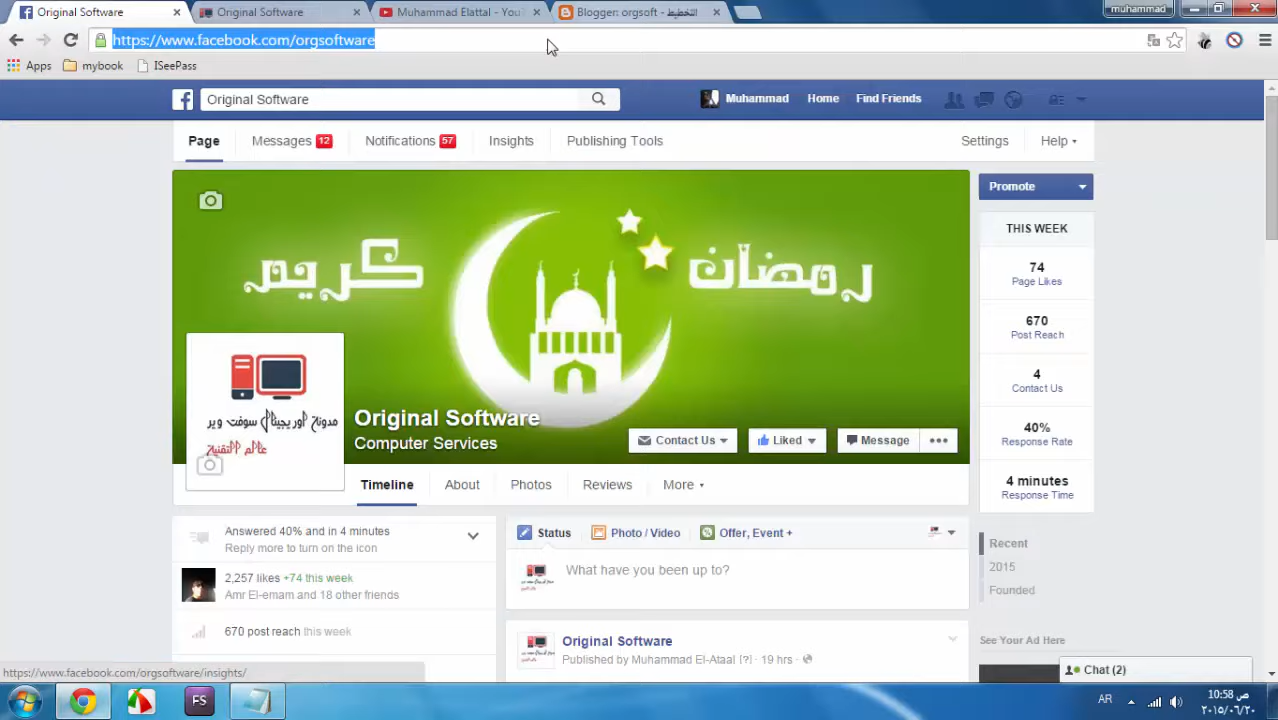 Original Software
Original Software
Muhammad Elattal - You?
Blogger: orgsoft - التخطيط
muhammad
https://www.facebook.com/orgsoftware
Apps
mybook
ISeePass
Original Software
Muhammad
Home
Find Friends
Page
Messages 12
Notifications 57
Insights
Publishing Tools
Settings
Help
رمضان كريم
مدونة اوريجينال سوفت وير
عالم التقنية
Original Software
Computer Services
Contact Us
Liked
Message
Timeline
About
Photos
Reviews
More
Promote
THIS WEEK
74
Page Likes
670
Post Reach
4
Contact Us
40%
Response Rate
4 minutes
Response Time
Answered 40% and in 4 minutes
Reply more to turn on the icon
2,257 likes +74 this week
Amr El-emam and 18 other friends
670 post reach this week
Status
Photo / Video
Offer, Event +
What have you been up to?
Original Software
Published by Muhammad El-Ataal [?] · 19 hrs ·
Recent
2015
Founded
See Your Ad Here
Chat (2)
https://www.facebook.com/orgsoftware/insights/
FS
AR
10:58 ص
٢٠١٥/٠٦/٢٠